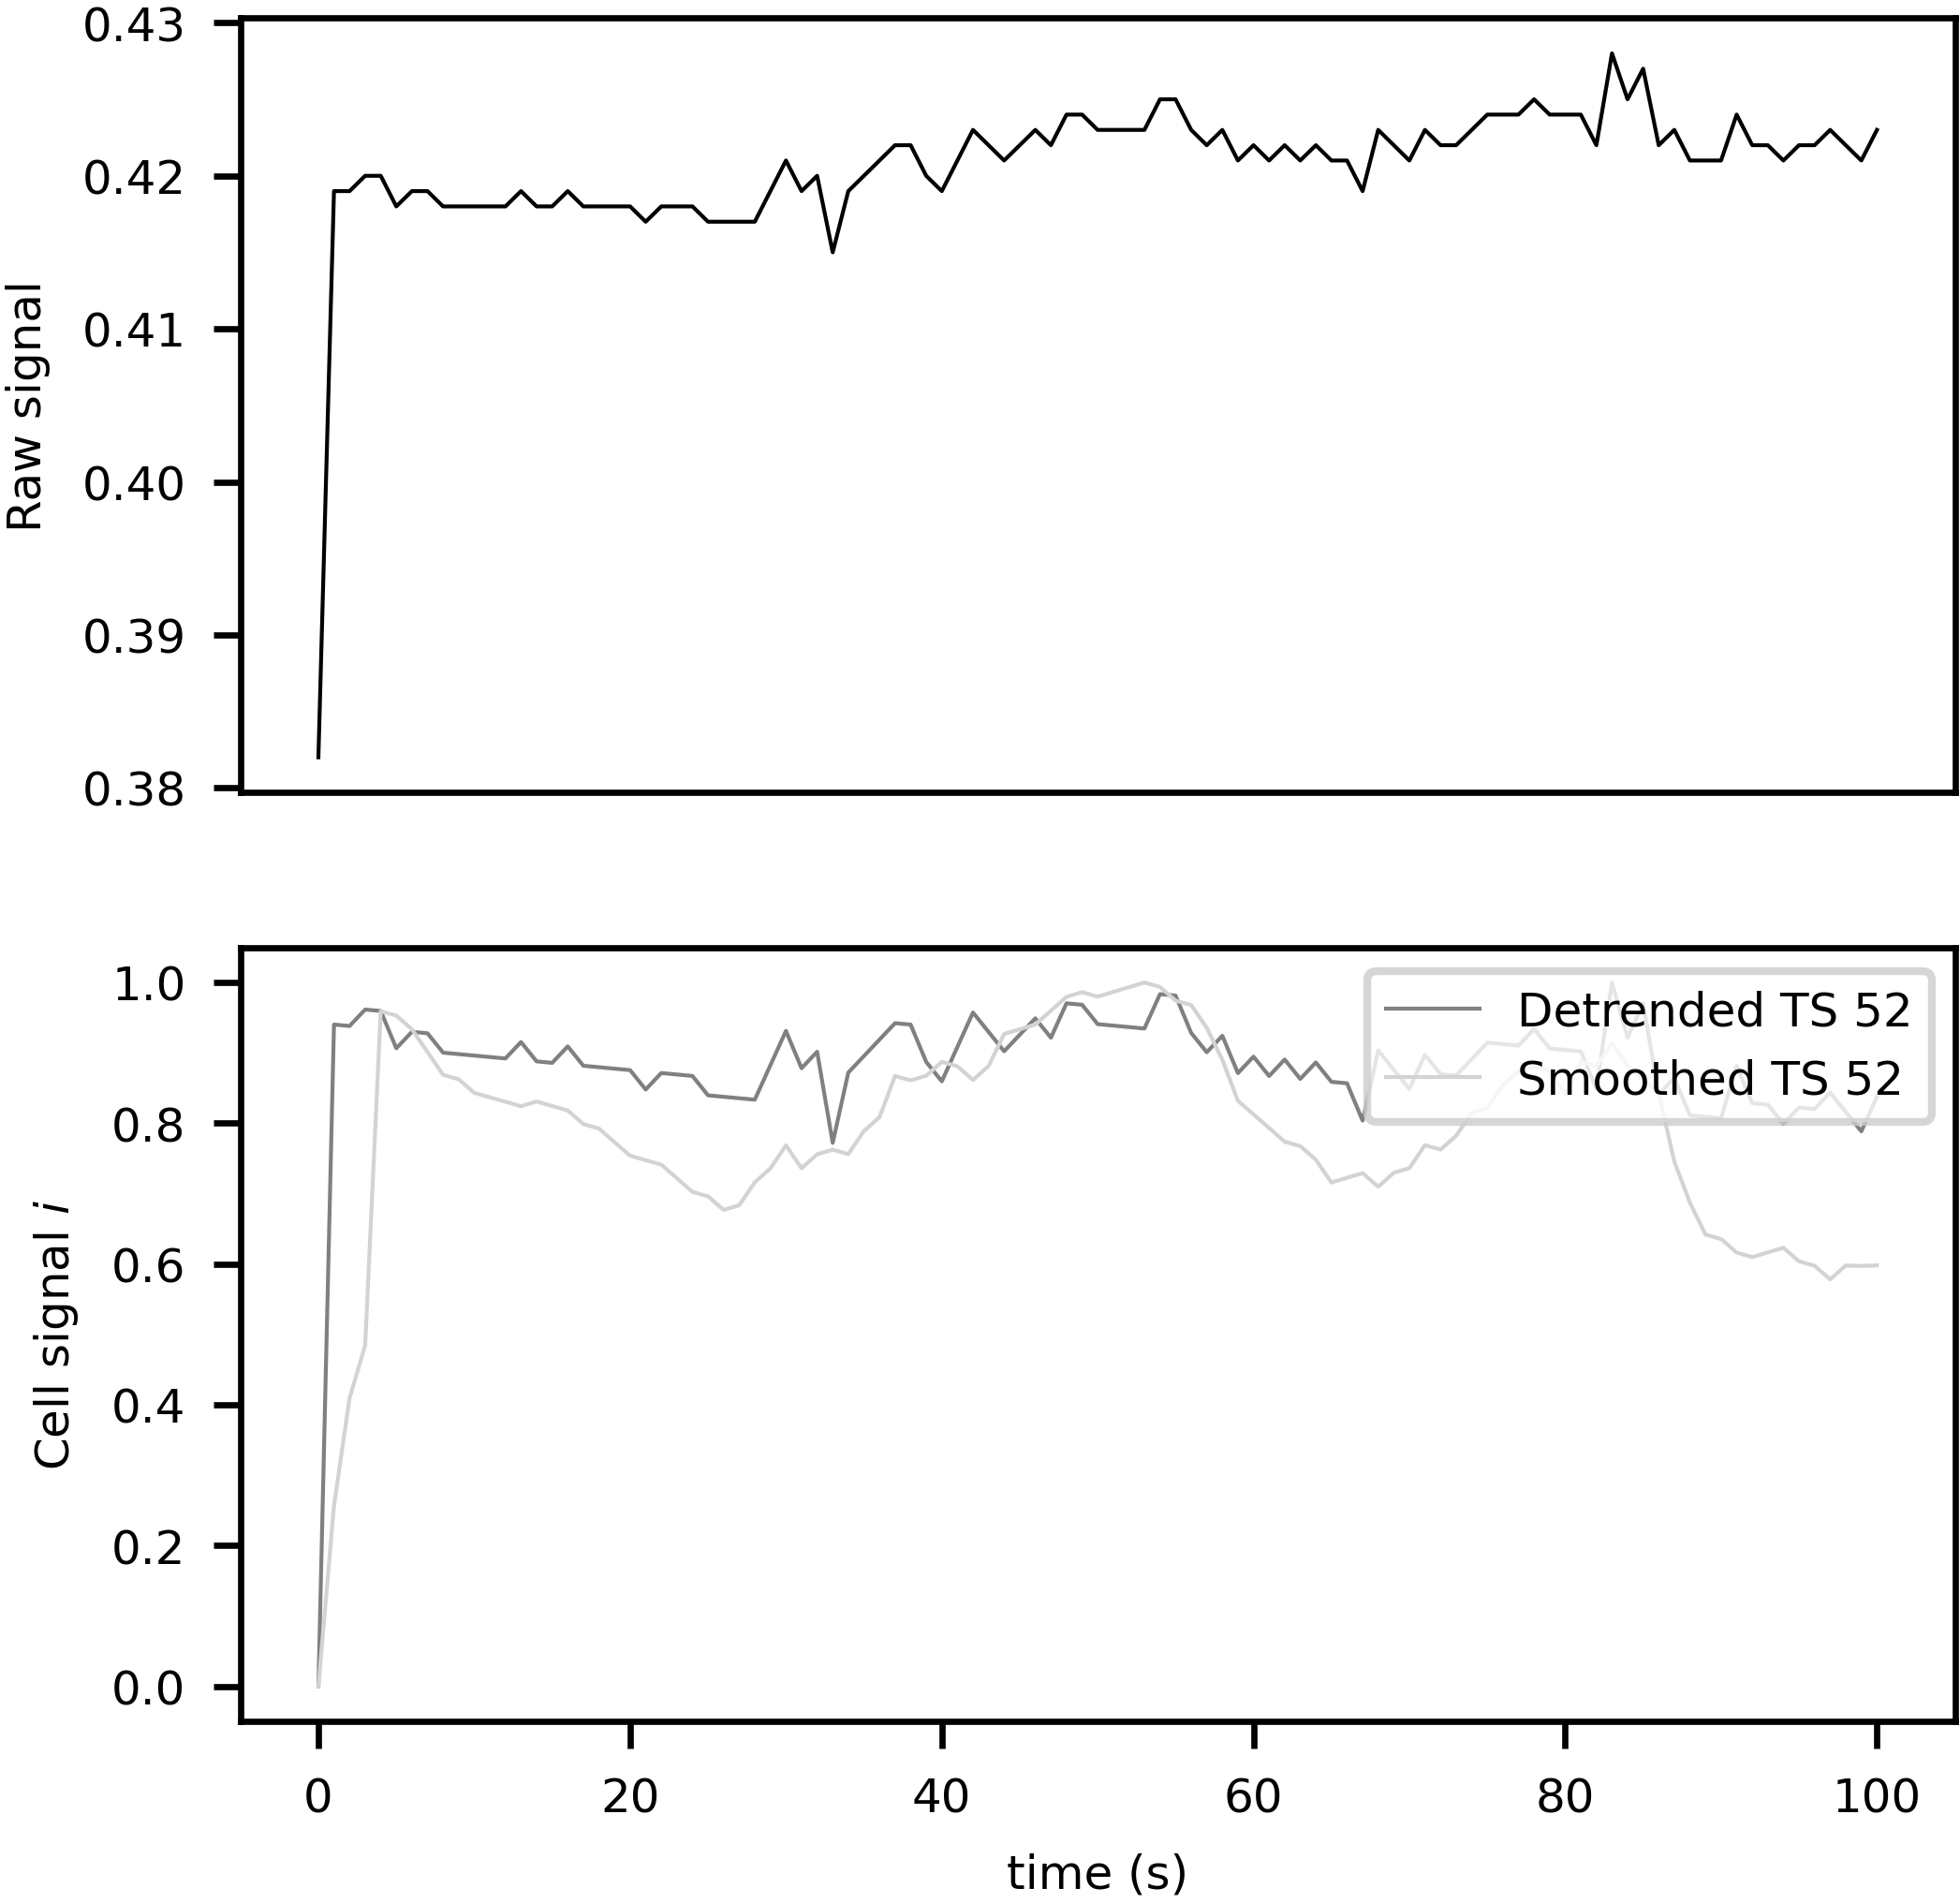 0.43
0.42
0.41
0.40
0.39
0.38
Raw signal
1.0
0.8
0.6
0.4
0.2
0.0
Cell signal i
Detrended TS 52
Smoothed TS 52
0 20 40 60 80 100
time (s)